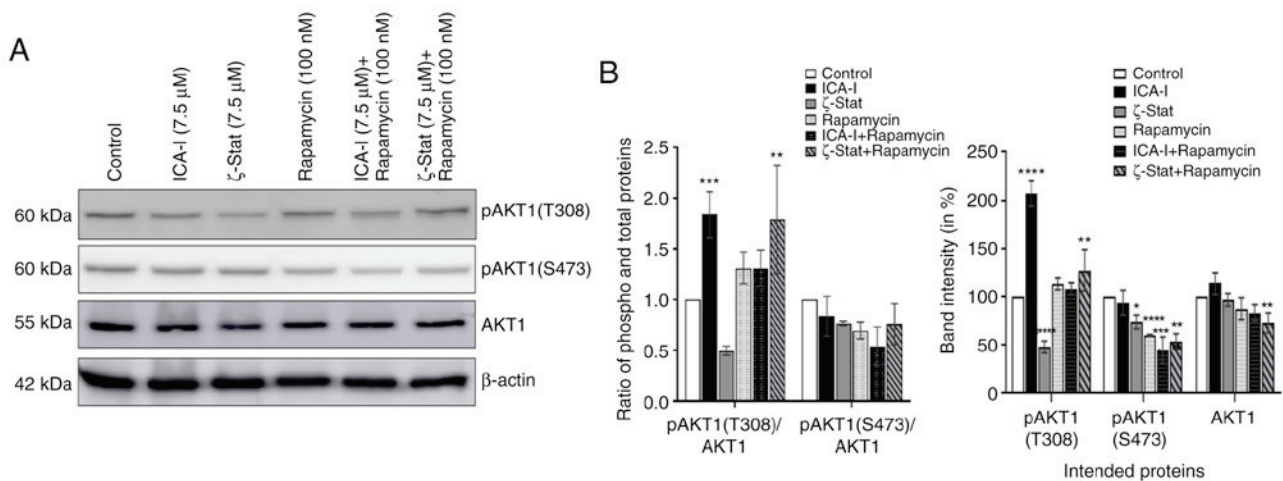 A
Control
ICA-I (7.5 μM)
ζ-Stat (7.5 μM)
Rapamycin (100 nM)
ICA-I (7.5 μM)+
Rapamycin (100 nM)
ζ-Stat (7.5 μM)+
Rapamycin (100 nM)
60 kDa
pAKT1(T308)
60 kDa
pAKT1(S473)
55 kDa
AKT1
42 kDa
β-actin
B
Control
ICA-I
ζ-Stat
Rapamycin
ICA-I+Rapamycin
ζ-Stat+Rapamycin
Ratio of phospho and total proteins
2.5
2.0
1.5
1.0
0.5
0.0
***
**
pAKT1(T308)/
AKT1
pAKT1(S473)/
AKT1
Control
ICA-I
ζ-Stat
Rapamycin
ICA-I+Rapamycin
ζ-Stat+Rapamycin
Band intensity (in %)
250
200
150
100
50
0
****
****
**
*
****
***
**
**
pAKT1
(T308)
pAKT1
(S473)
AKT1
Intended proteins